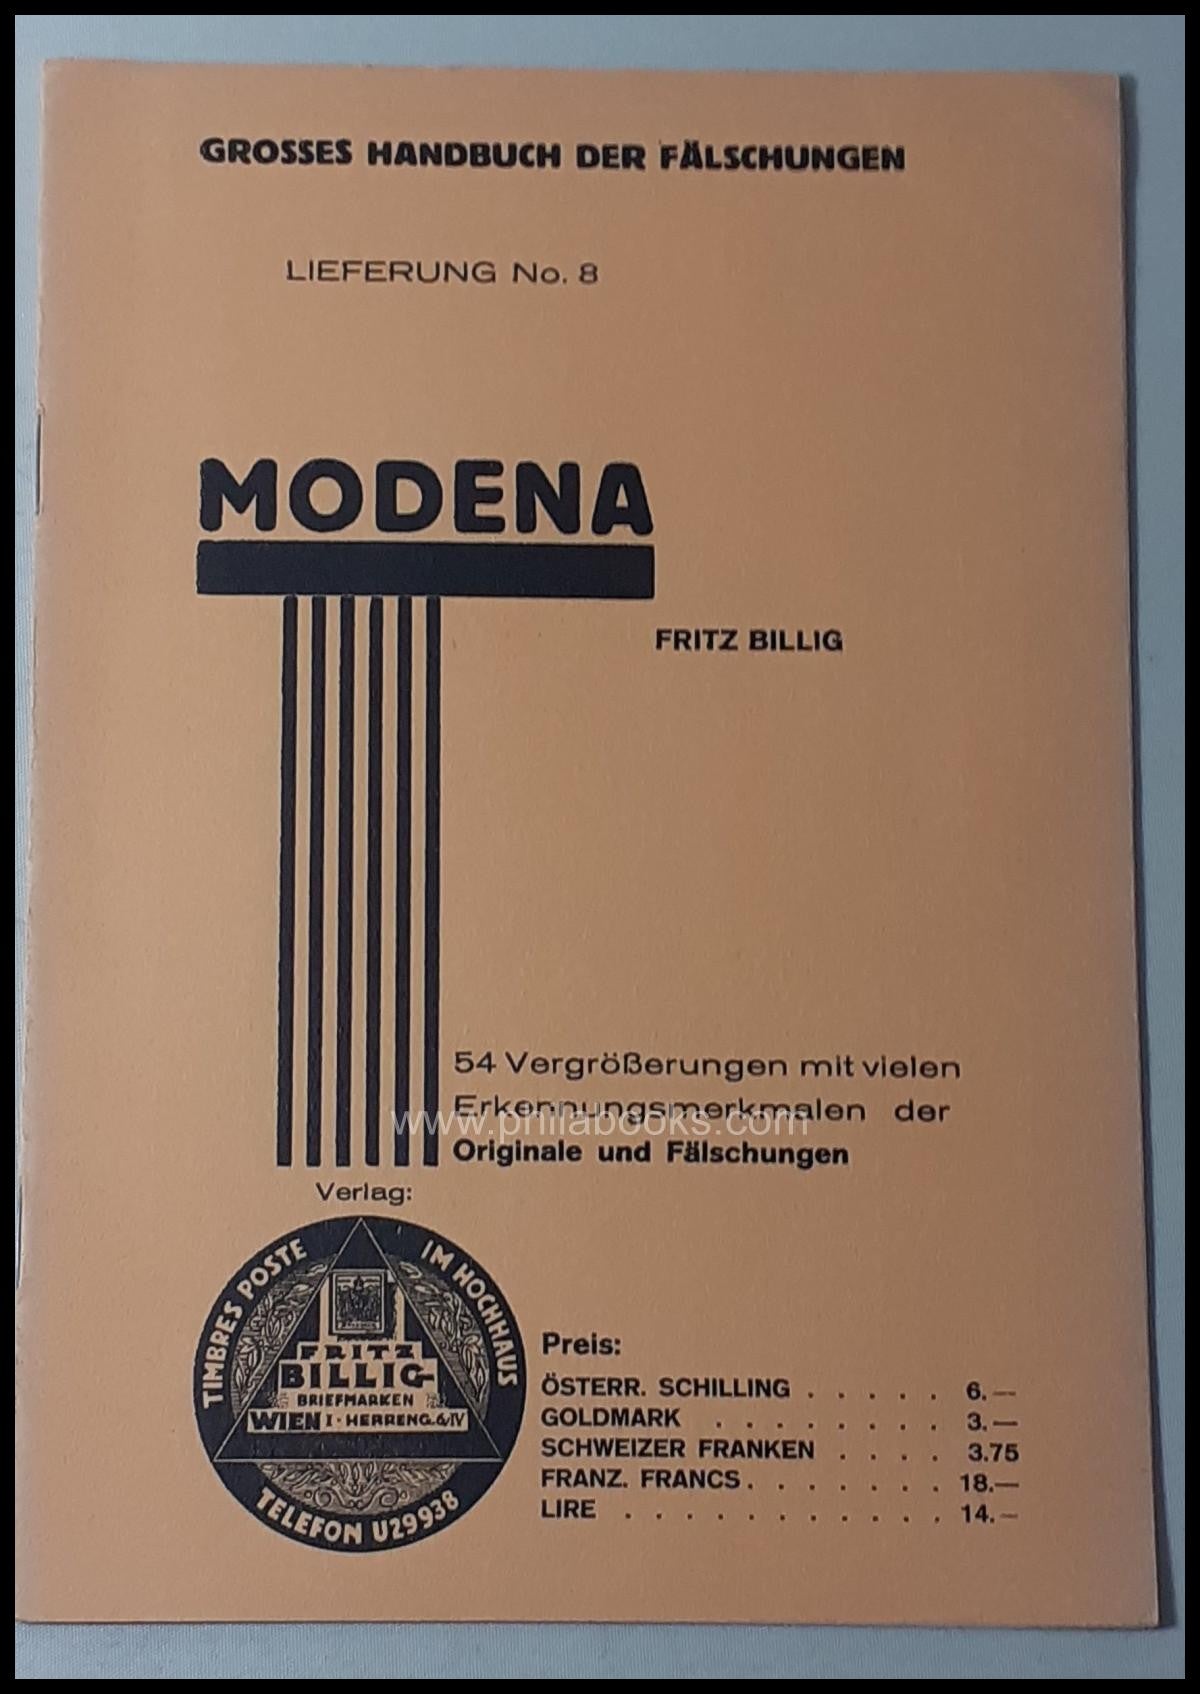 GROSSES HANDBUCH DER FÄLSCHUNGEN
LIEFERUNG No. 8
MODENA
FRITZ BILLIG
54 Vergrößerungen mit vielen
Erkennungsmerkmalen der
www.philabooks.com
Originale und Fälschungen
Verlag:
TIMBRES POSTE
IM HOCHHAUS
FRITZ
BILLIG
BRIEFMARKEN
WIEN I · HERRENG. 6/IV
TELEFON U29938
Preis:
ÖSTERR. SCHILLING . . . . . 6.—
GOLDMARK . . . . . . . . 3.—
SCHWEIZER FRANKEN . . . . 3.75
FRANZ. FRANCS . . . . . . . 18.—
LIRE . . . . . . . . . . . 14.—